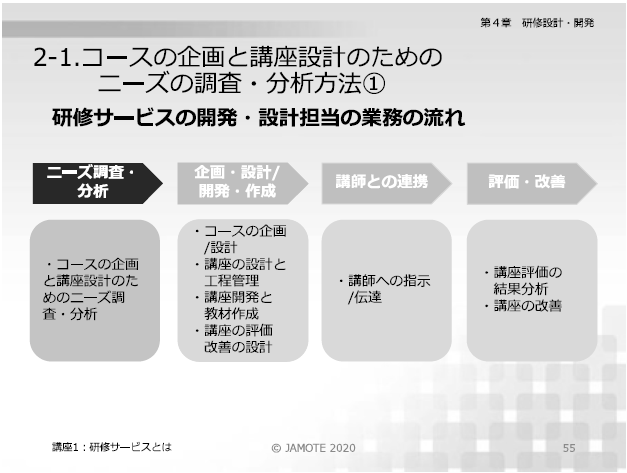 第４章　研修設計・開発
2-1.コースの企画と講座設計のための
ニーズの調査・分析方法①
研修サービスの開発・設計担当の業務の流れ
ニーズ調査・
分析
企画・設計/
開発・作成
講師との連携
評価・改善
・コースの企画
と講座設計のた
めのニーズ調
査・分析
・コースの企画
/設計
・講座の設計と
工程管理
・講座開発と
教材作成
・講座の評価
改善の設計
・講師への指示
/伝達
・講座評価の
結果分析
・講座の改善
講座1：研修サービスとは
© JAMOTE 2020
55